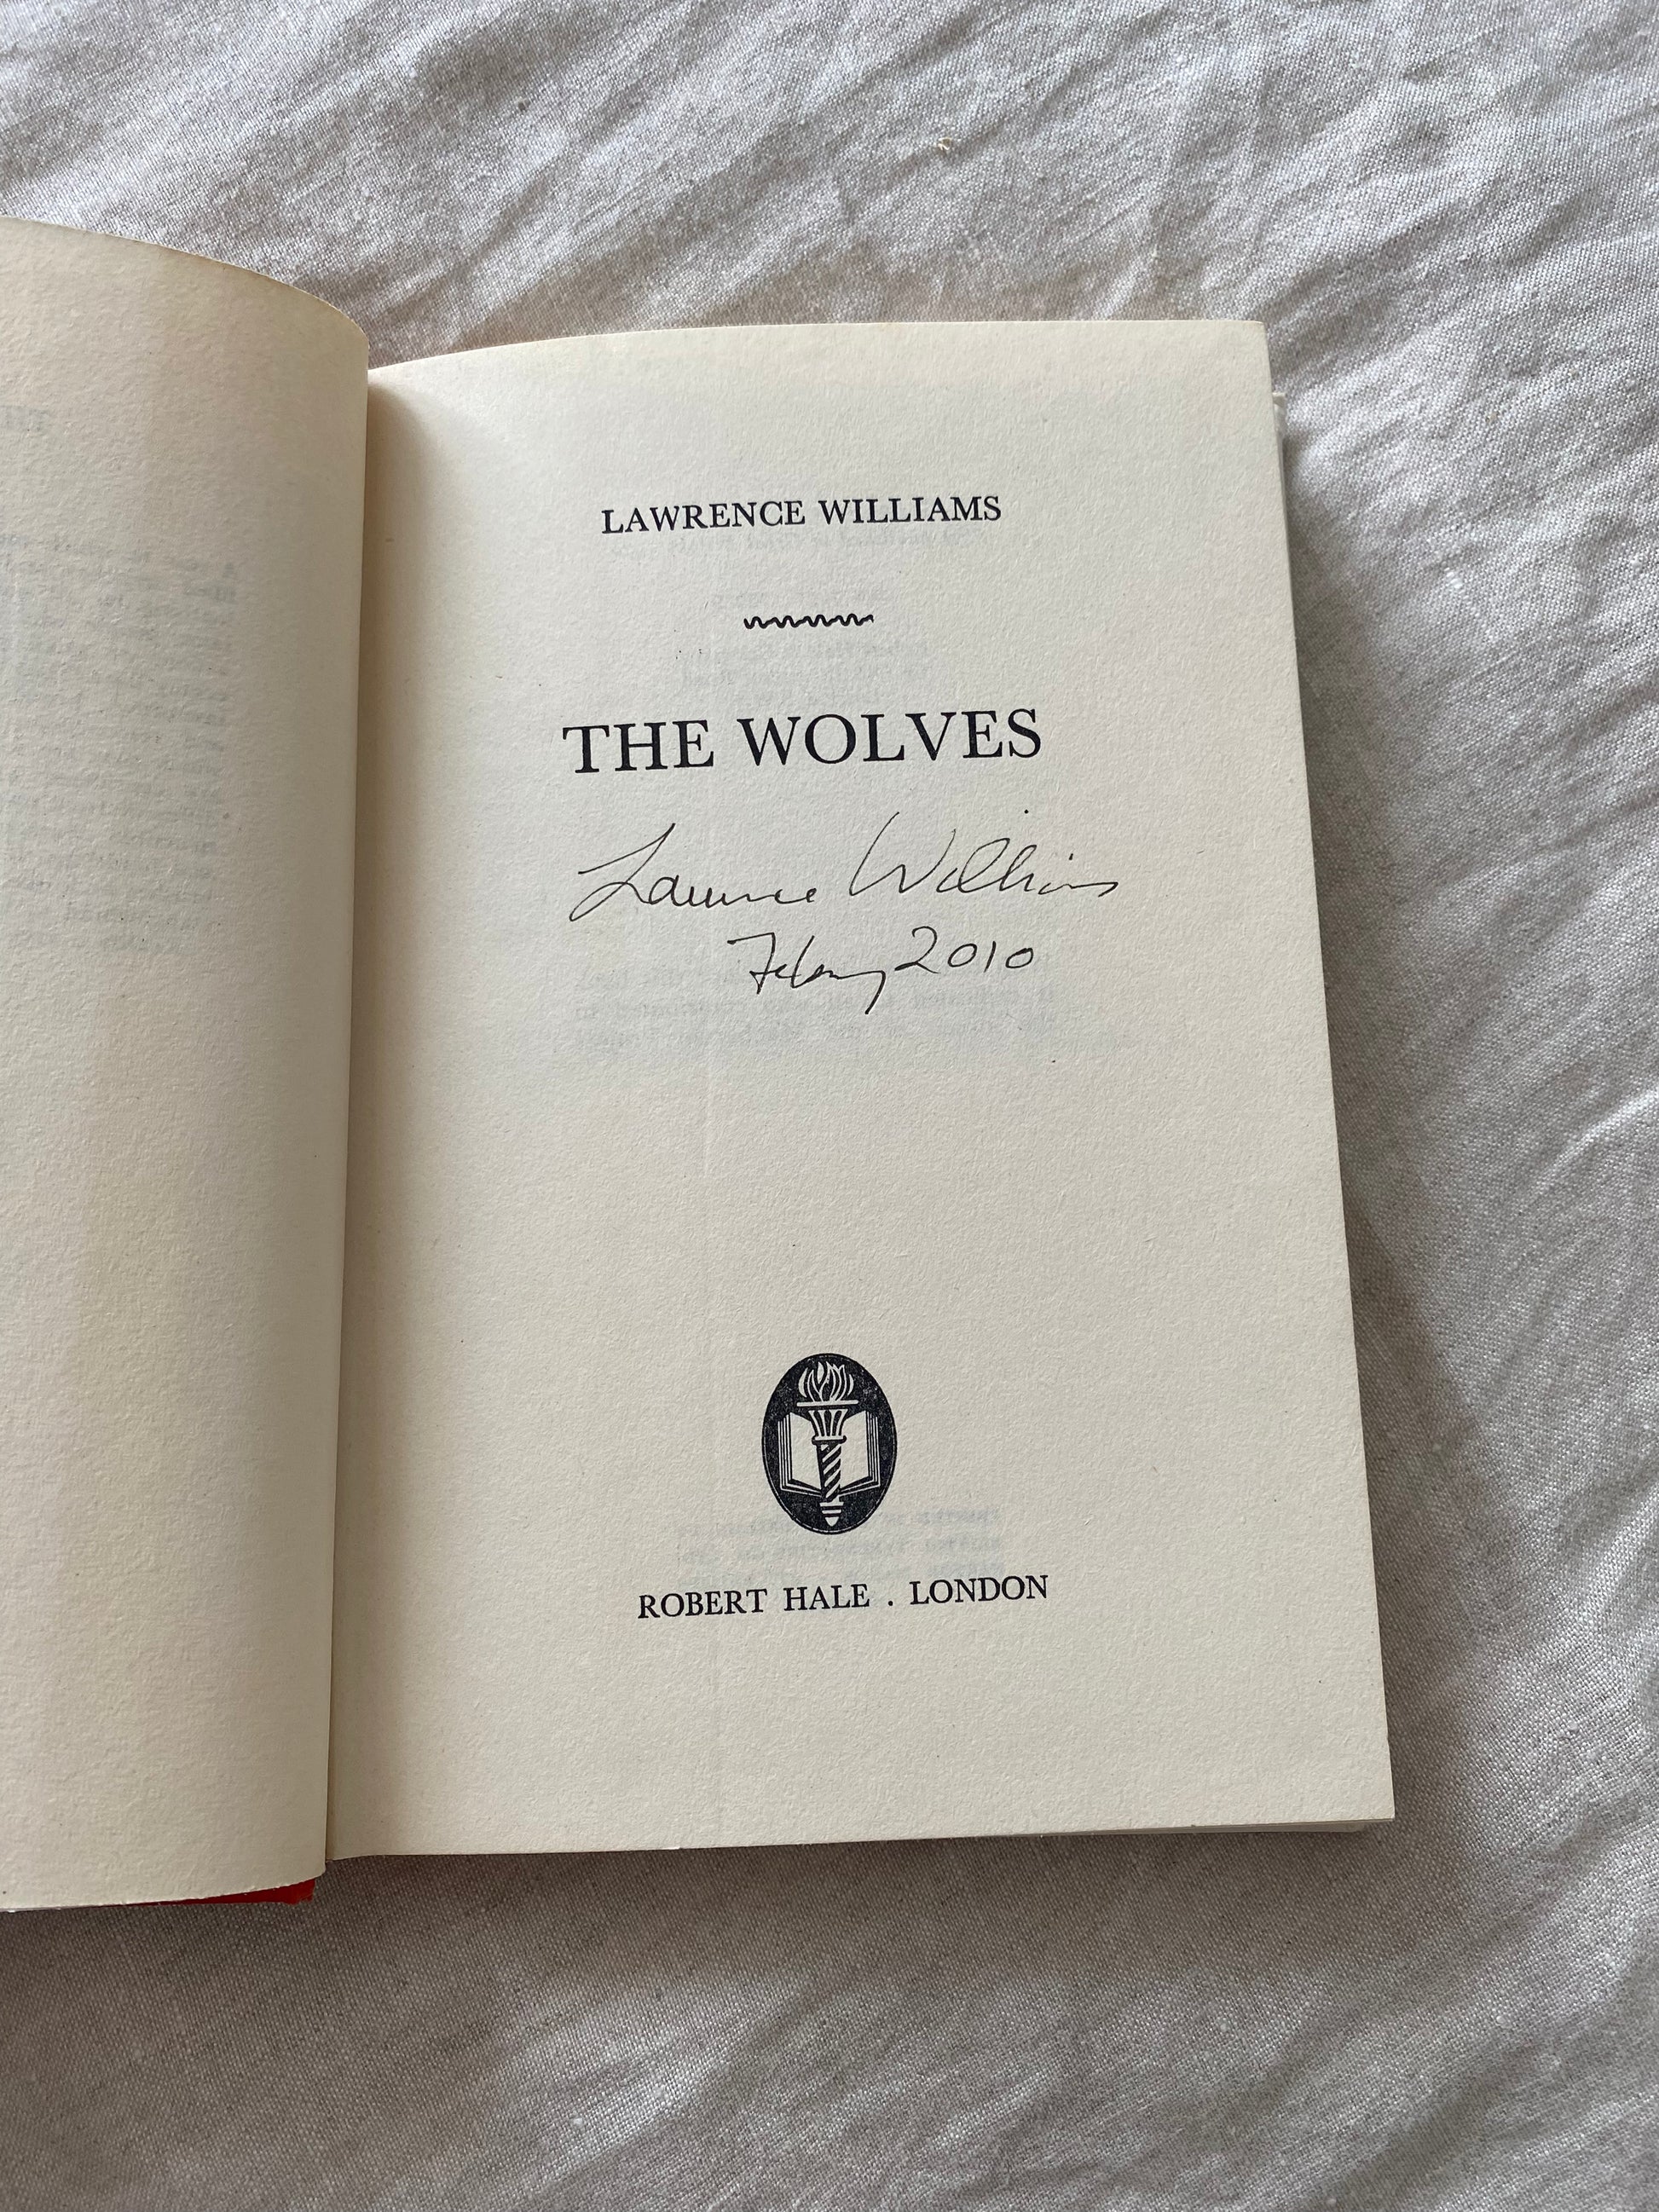 LAWRENCE WILLIAMS
THE WOLVES
Lawrence Williams
February 2010
ROBERT HALE . LONDON